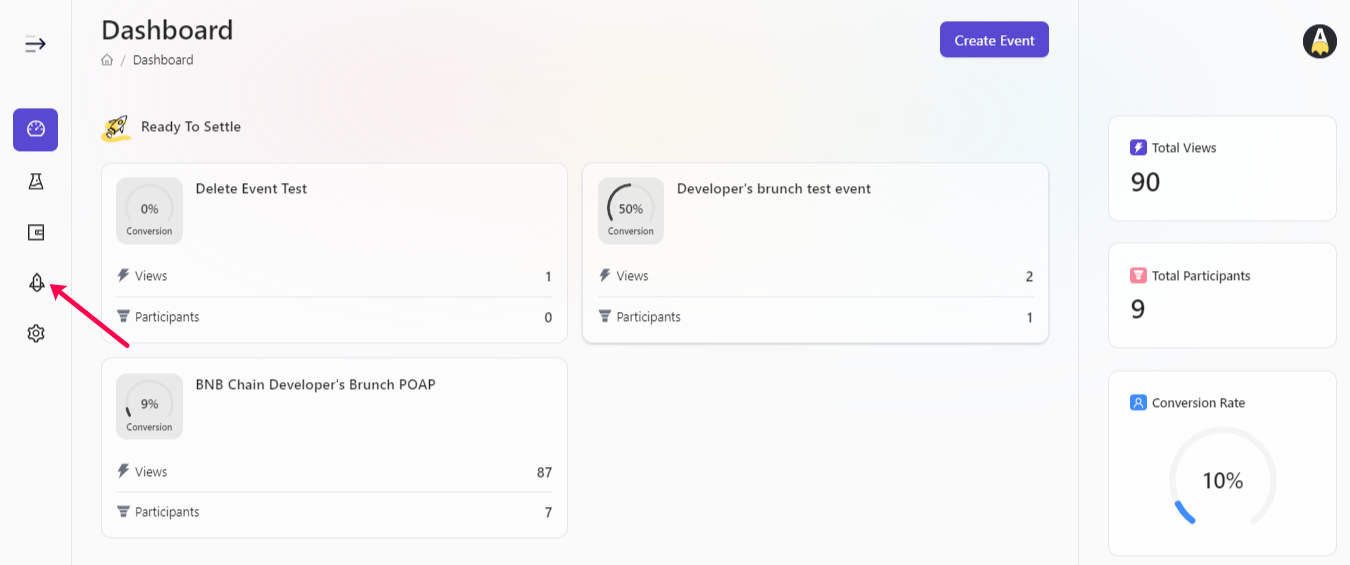 Dashboard
/ Dashboard
Create Event
Ready To Settle
0%
Conversion
Delete Event Test
Views 1
Participants 0
50%
Conversion
Developer's brunch test event
Views 2
Participants 1
9%
Conversion
BNB Chain Developer's Brunch POAP
Views 87
Participants 7
Total Views
90
Total Participants
9
Conversion Rate
10%